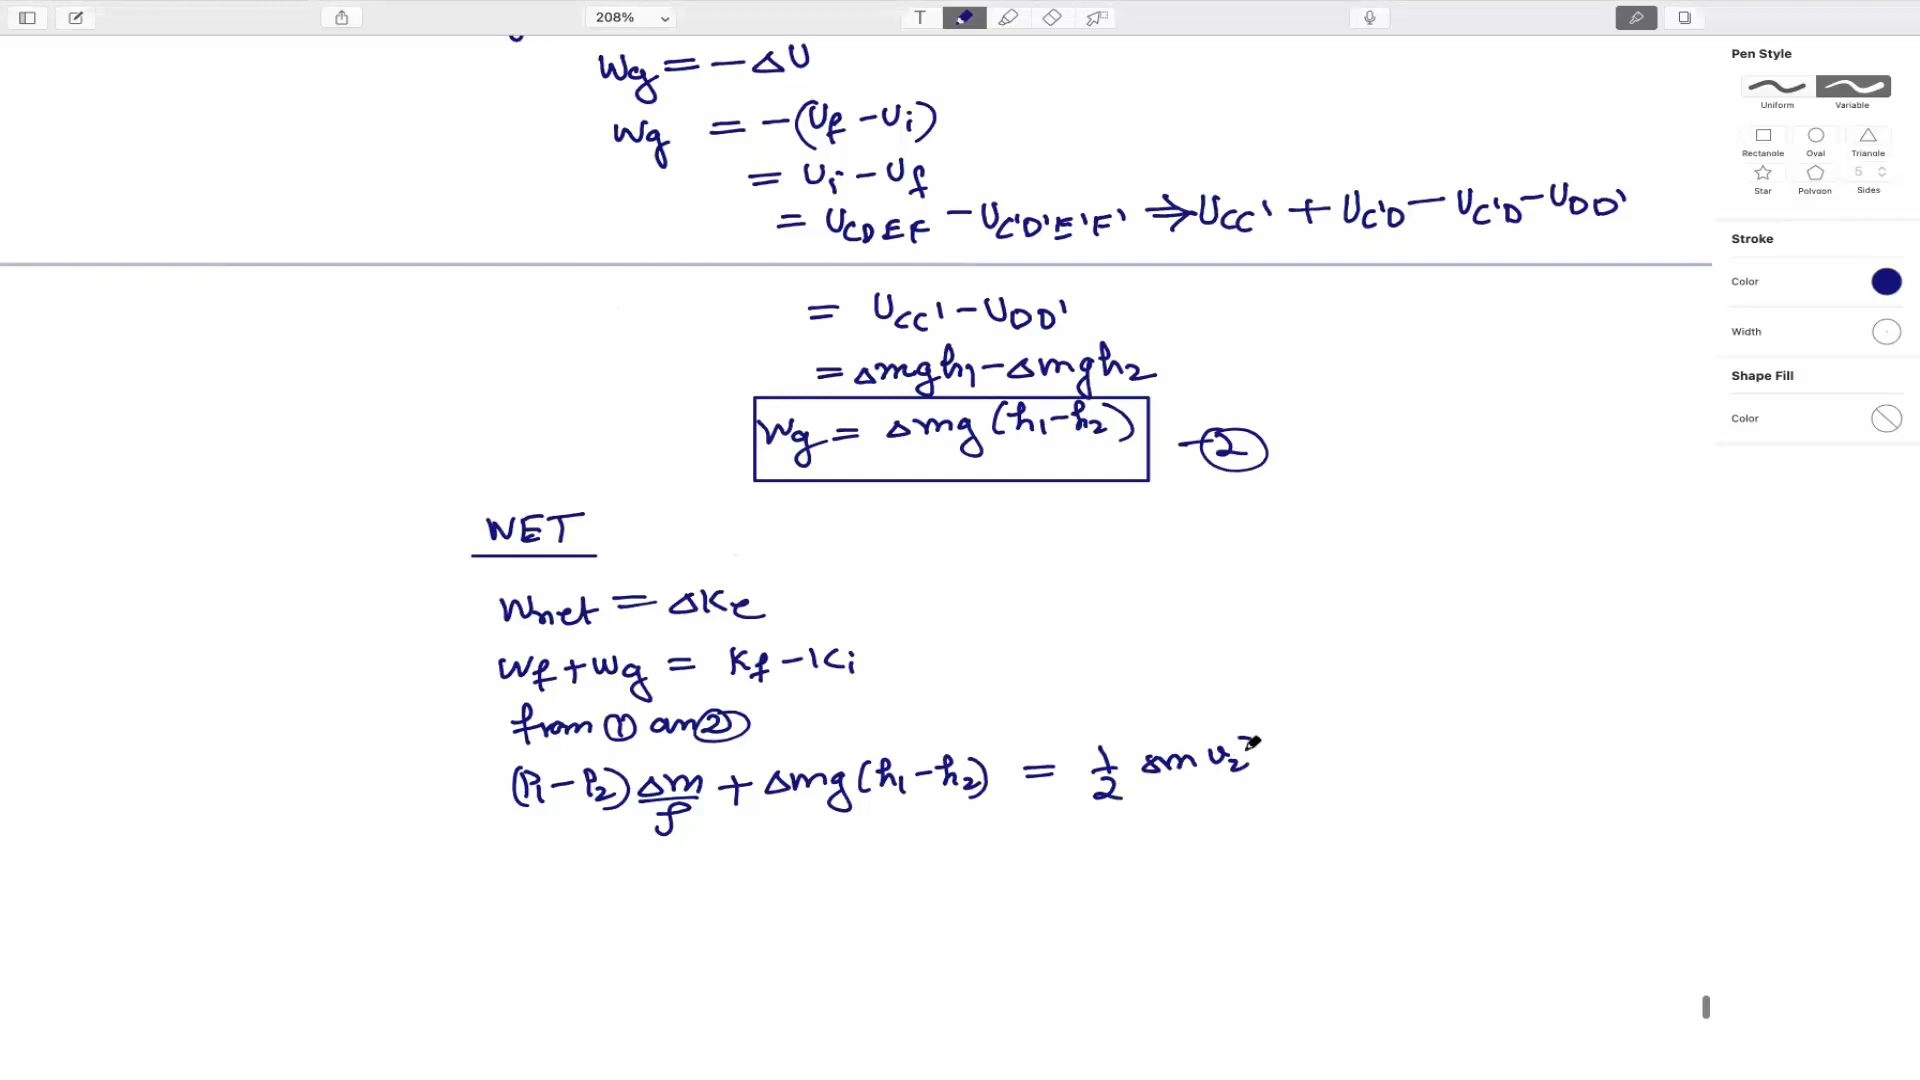 208%
T
Wg = -ΔU
Wg = -(Uf - Ui)
= Ui - Uf
= UCDEF - UC'D'E'F' ⇒ UCC' + UC'D - UC'D - UDD'
= UCC' - UDD'
= Δmgh1 - Δmgh2
Wg = Δmg (h1 - h2) - 2
WET
Wnet = ΔKe
Wf + Wg = Kf - Ki
from 1 an 2
(P1 - P2) Δm/ρ + Δmg (h1 - h2) = 1/2 Δm v2²
Pen Style
Uniform Variable
Rectangle Oval Triangle
5
Star Polygon Sides
Stroke
Color
Width
Shape Fill
Color